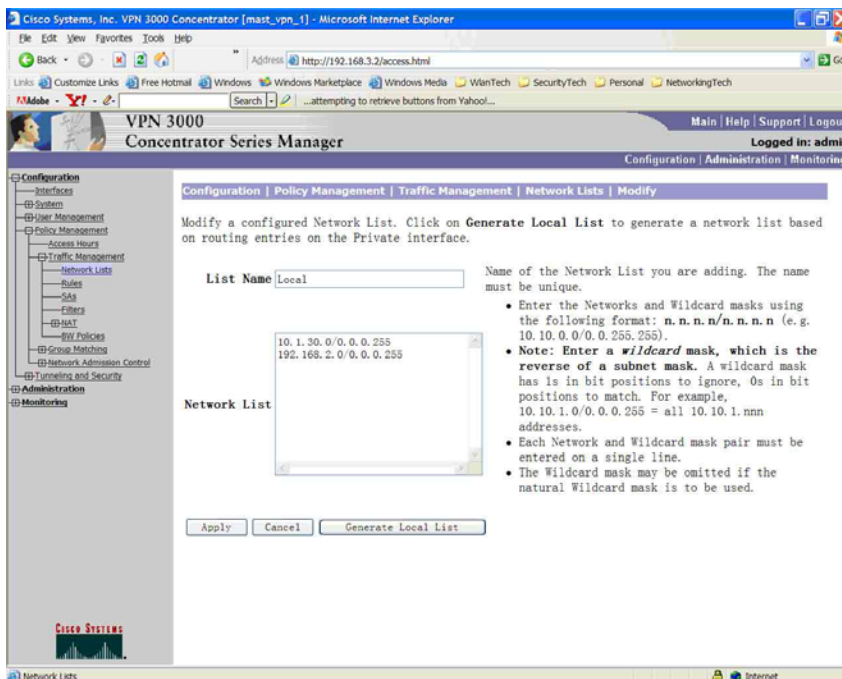 Cisco Systems, Inc. VPN 3000 Concentrator [mast_vpn_1] - Microsoft Internet Explorer
File Edit View Favorites Tools Help
Back
Address http://192.168.3.2/access.html
Links Customize Links Free Hotmail Windows Windows Marketplace Windows Media WlanTech SecurityTech Personal NetworkingTech
Adobe - Y! - Search ...attempting to retrieve buttons from Yahoo!...
VPN 3000
Concentrator Series Manager
Main | Help | Support | Logou
Logged in: admi
Configuration | Administration | Monitorin
Configuration
Interfaces
System
User Management
Policy Management
Access Hours
Traffic Management
Network Lists
Rules
SAs
Filters
NAT
BW Policies
Group Matching
Network Admission Control
Tunneling and Security
Administration
Monitoring
Configuration | Policy Management | Traffic Management | Network Lists | Modify
Modify a configured Network List. Click on Generate Local List to generate a network list based
on routing entries on the Private interface.
List Name Local
Name of the Network List you are adding. The name
must be unique.
Network List
10.1.30.0/0.0.0.255
192.168.2.0/0.0.0.255
• Enter the Networks and Wildcard masks using
the following format: n.n.n.n/n.n.n.n (e.g.
10.10.0.0/0.0.255.255).
• Note: Enter a wildcard mask, which is the
reverse of a subnet mask. A wildcard mask
has 1s in bit positions to ignore, 0s in bit
positions to match. For example,
10.10.1.0/0.0.0.255 = all 10.10.1.nnn
addresses.
• Each Network and Wildcard mask pair must be
entered on a single line.
• The Wildcard mask may be omitted if the
natural Wildcard mask is to be used.
Apply Cancel Generate Local List
CISCO SYSTEMS
Network Lists
Internet